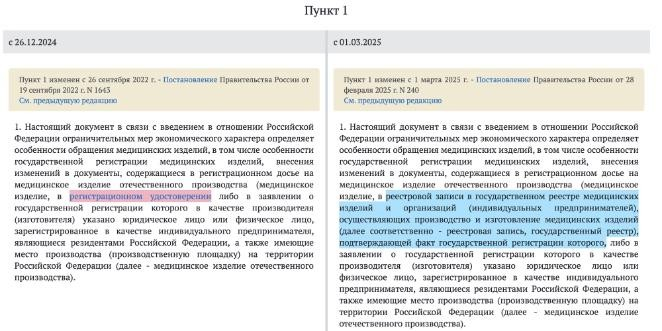 Пункт 1
с 26.12.2024
Пункт 1 изменен с 26 сентября 2022 г. - Постановление Правительства России от
19 сентября 2022 г. N 1643
См. предыдущую редакцию
1. Настоящий документ в связи с введением в отношении Российской
Федерации ограничительных мер экономического характера определяет
особенности обращения медицинских изделий, в том числе особенности
государственной регистрации медицинских изделий, внесения
изменений в документы, содержащиеся в регистрационном досье на
медицинское изделие отечественного производства (медицинское
изделие, в регистрационном удостоверении либо в заявлении о
государственной регистрации которого в качестве производителя
(изготовителя) указано юридическое лицо или физическое лицо,
зарегистрированное в качестве индивидуального предпринимателя,
являющиеся резидентами Российской Федерации, а также имеющие
место производства (производственную площадку) на территории
Российской Федерации (далее - медицинское изделие отечественного
производства).
с 01.03.2025
Пункт 1 изменен с 1 марта 2025 г. - Постановление Правительства России от 28
февраля 2025 г. N 240
См. предыдущую редакцию
1. Настоящий документ в связи с введением в отношении Российской
Федерации ограничительных мер экономического характера определяет
особенности обращения медицинских изделий, в том числе особенности
государственной регистрации медицинских изделий, внесения
изменений в документы, содержащиеся в регистрационном досье на
медицинское изделие отечественного производства (медицинское
изделие, в реестровой записи в государственном реестре медицинских
изделий и организаций (индивидуальных предпринимателей),
осуществляющих производство и изготовление медицинских изделий
(далее соответственно - реестровая запись, государственный реестр),
подтверждающей факт государственной регистрации которого, либо в
заявлении о государственной регистрации которого в качестве
производителя (изготовителя) указано юридическое лицо или
физическое лицо, зарегистрированное в качестве индивидуального
предпринимателя, являющиеся резидентами Российской Федерации, а
также имеющие место производства (производственную площадку) на
территории Российской Федерации (далее - медицинское изделие
отечественного производства).